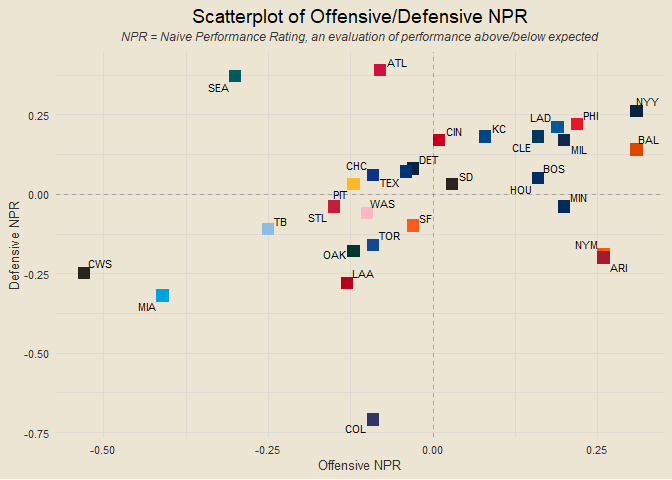 Scatterplot of Offensive/Defensive NPR
NPR = Naive Performance Rating, an evaluation of performance above/below expected
ATL
SEA
NYY
0.25
LAD
PHI
CIN
KC
BAL
CLE
MIL
CHC
DET
BOS
TEX
SD
HOU
0.00
PIT
WAS
MIN
STL
SF
TB
TOR
NYM
OAK
CWS
LAA
ARI
-0.25
MIA
Defensive NPR
-0.50
COL
-0.75
-0.50
-0.25
0.00
0.25
Offensive NPR